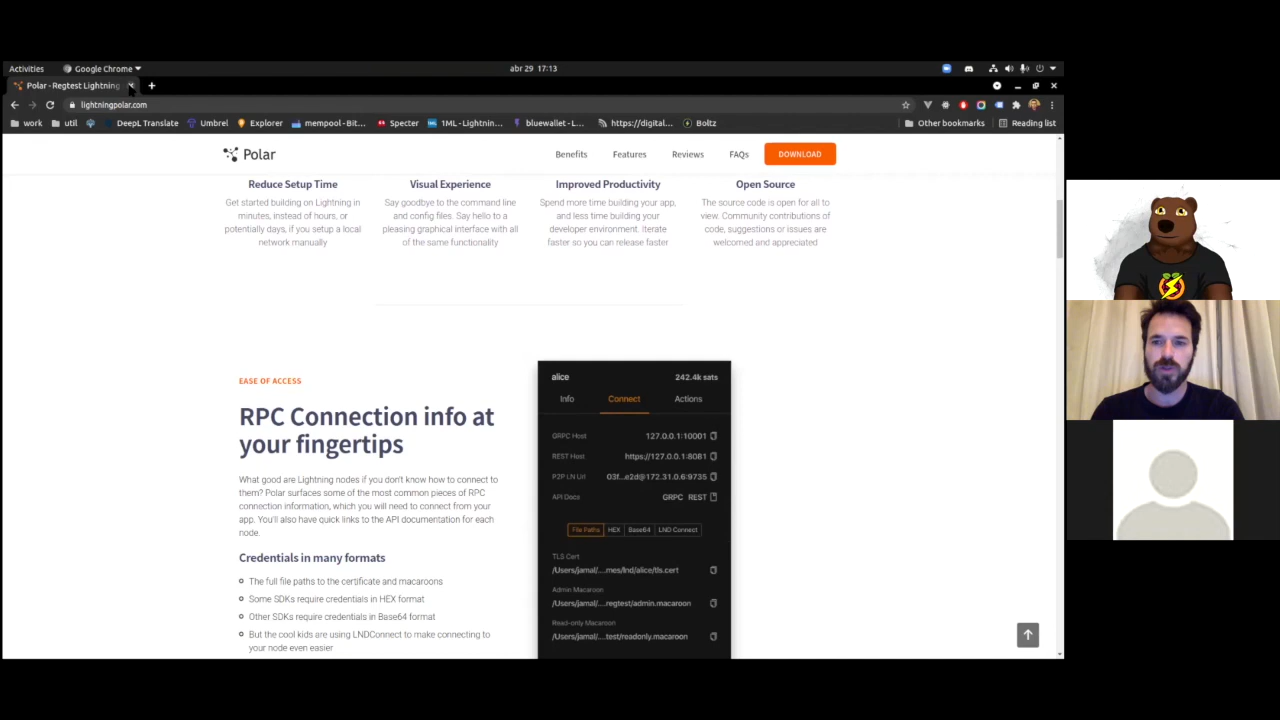 Activities
Google Chrome
abr 29 17:13
Polar - Regtest Lightning
lightningpolar.com
work
util
DeepL Translate
Umbrel
Explorer
mempool - Bit...
Specter
1ML - Lightnin...
bluewallet – L...
https://digital...
Boltz
Other bookmarks
Reading list
Polar
Benefits
Features
Reviews
FAQs
DOWNLOAD
Reduce Setup Time
Get started building on Lightning in
minutes, instead of hours, or
potentially days, if you setup a local
network manually
Visual Experience
Say goodbye to the command line
and config files. Say hello to a
pleasing graphical interface with all
of the same functionality
Improved Productivity
Spend more time building your app,
and less time building your
developer environment. Iterate
faster so you can release faster
Open Source
The source code is open for all to
view. Community contributions of
code, suggestions or issues are
welcomed and appreciated
EASE OF ACCESS
RPC Connection info at
your fingertips
What good are Lightning nodes if you don't know how to connect to
them? Polar surfaces some of the most common pieces of RPC
connection information, which you will need to connect from your
app. You'll also have quick links to the API documentation for each
node.
Credentials in many formats
The full file paths to the certificate and macaroons
Some SDKs require credentials in HEX format
Other SDKs require credentials in Base64 format
But the cool kids are using LNDConnect to make connecting to
your node even easier
alice
242.4k sats
Info
Connect
Actions
GRPC Host
127.0.0.1:10001
REST Host
https://127.0.0.1:8081
P2P LN Url
03f...e2d@172.31.0.6:9735
API Docs
GRPC REST
File Paths
HEX
Base64
LND Connect
TLS Cert
/Users/jamal/....mes/lnd/alice/tls.cert
Admin Macaroon
/Users/jamal/....regtest/admin.macaroon
Read-only Macaroon
/Users/jamal/....test/readonly.macaroon